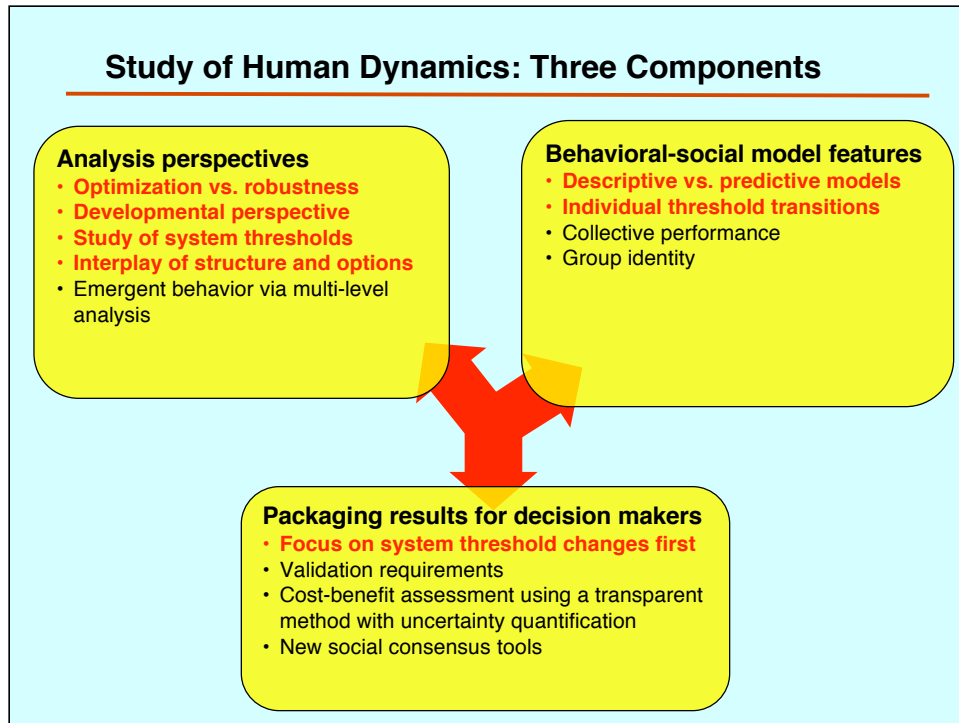 Study of Human Dynamics: Three Components
Analysis perspectives
• Optimization vs. robustness
• Developmental perspective
• Study of system thresholds
• Interplay of structure and options
• Emergent behavior via multi-level
analysis
Behavioral-social model features
• Descriptive vs. predictive models
• Individual threshold transitions
• Collective performance
• Group identity
Packaging results for decision makers
• Focus on system threshold changes first
• Validation requirements
• Cost-benefit assessment using a transparent
method with uncertainty quantification
• New social consensus tools